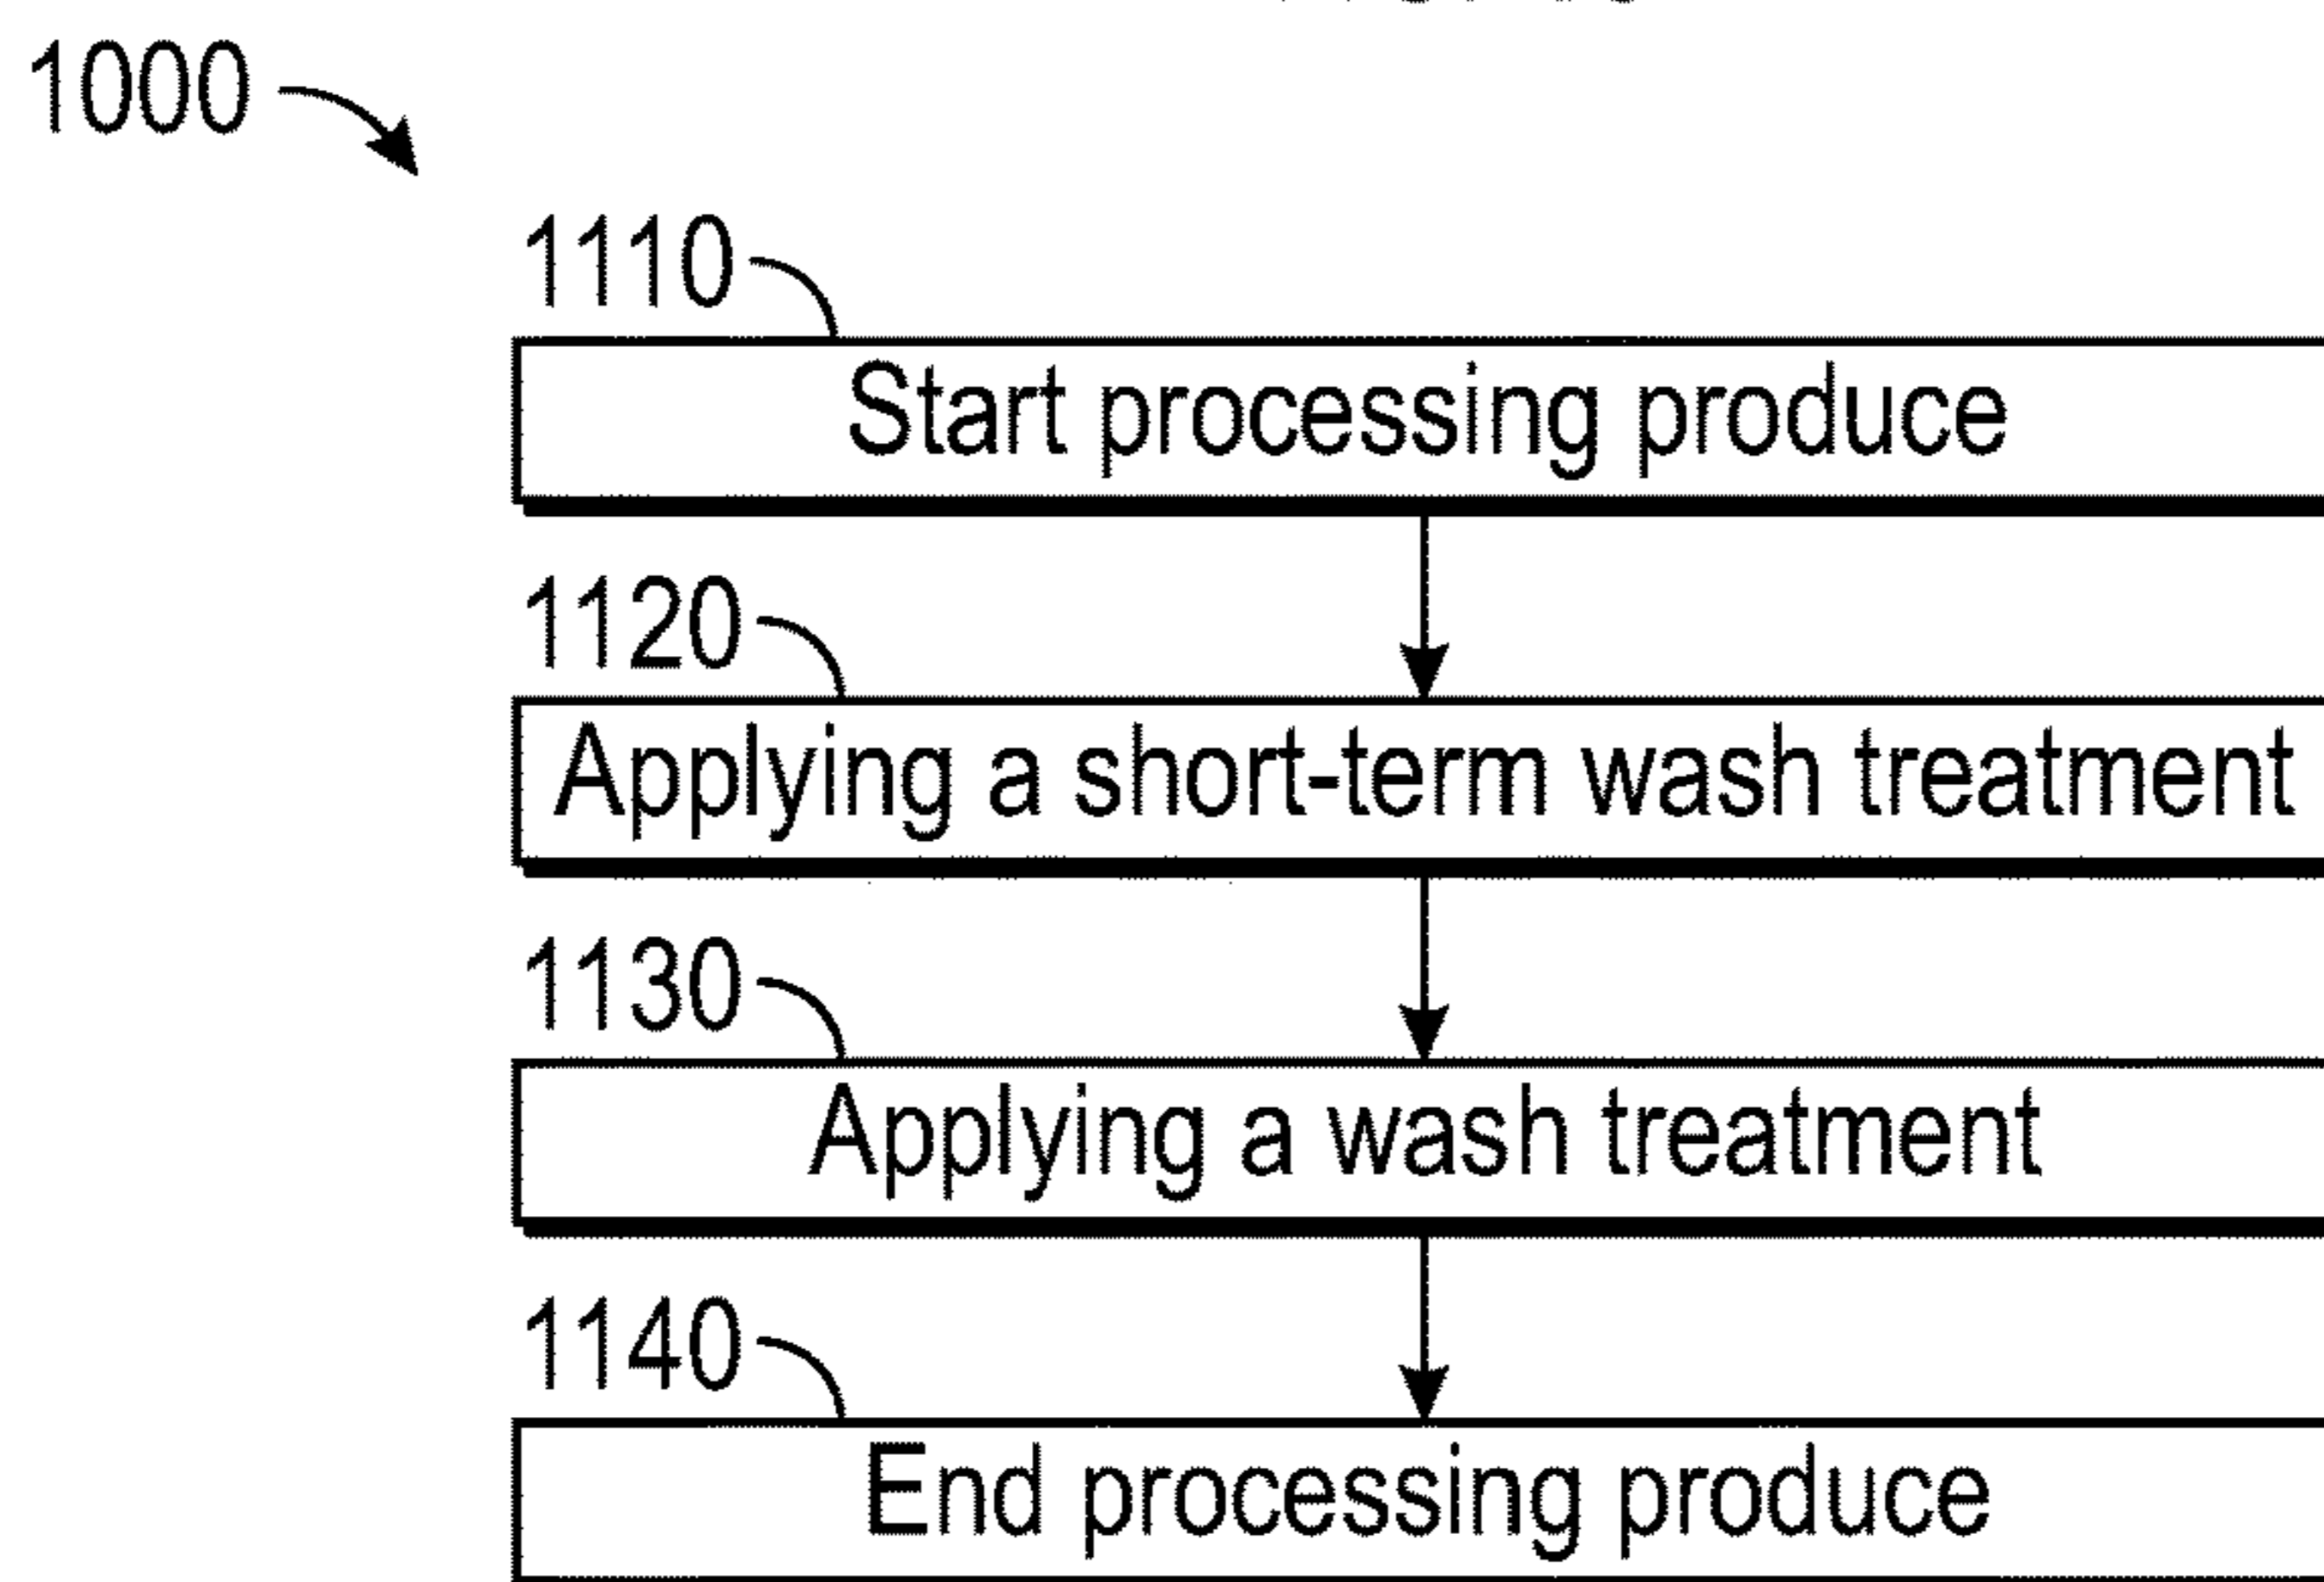 1000
1110
Start processing produce
1120
Applying a short-term wash treatment
1130
Applying a wash treatment
1140
End processing produce